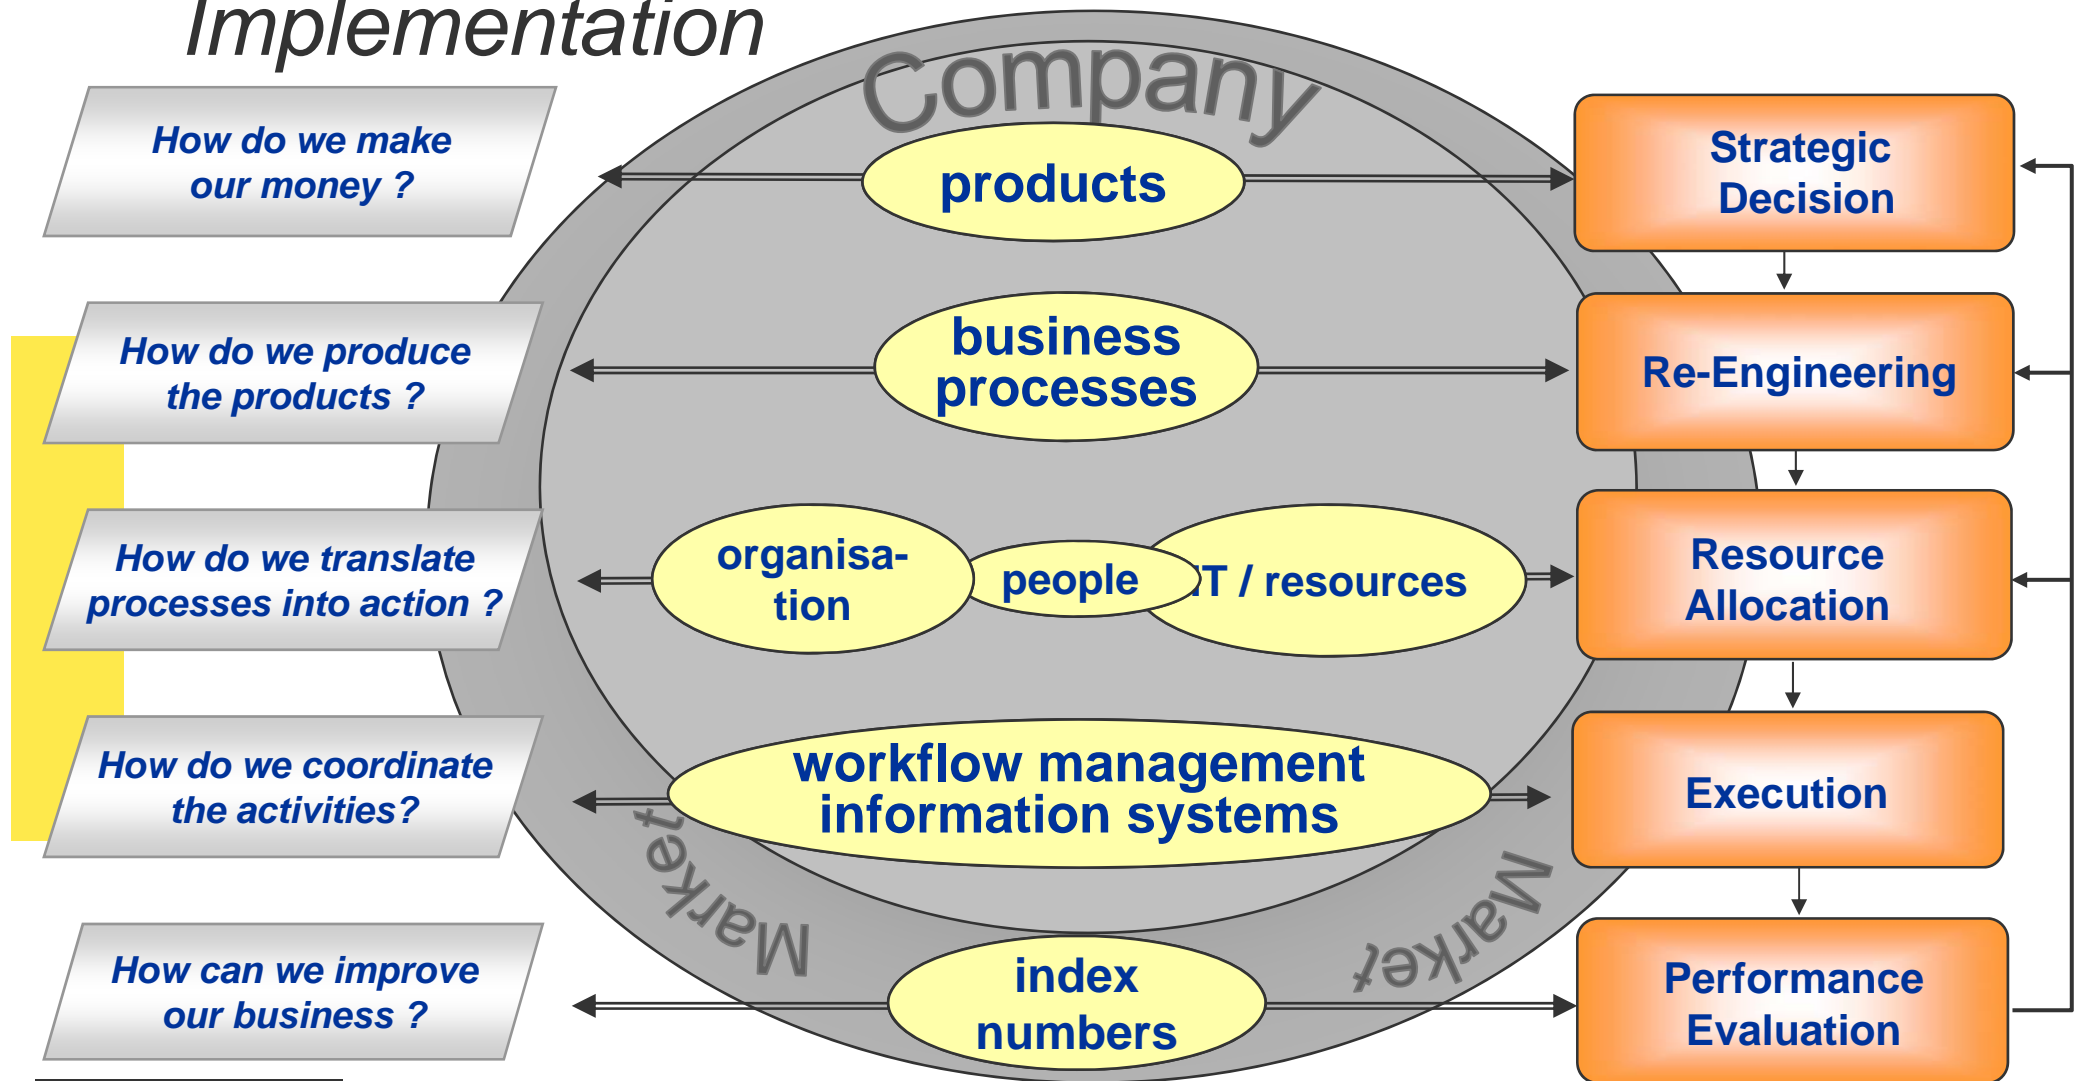 Implementation
Company
How do we make
our money ?
products
Strategic
Decision
How do we produce
the products ?
business
processes
Re-Engineering
How do we translate
processes into action ?
organisa-
tion
people
IT / resources
Resource
Allocation
How do we coordinate
the activities?
workflow management
information systems
Execution
Market
Market
How can we improve
our business ?
index
numbers
Performance
Evaluation